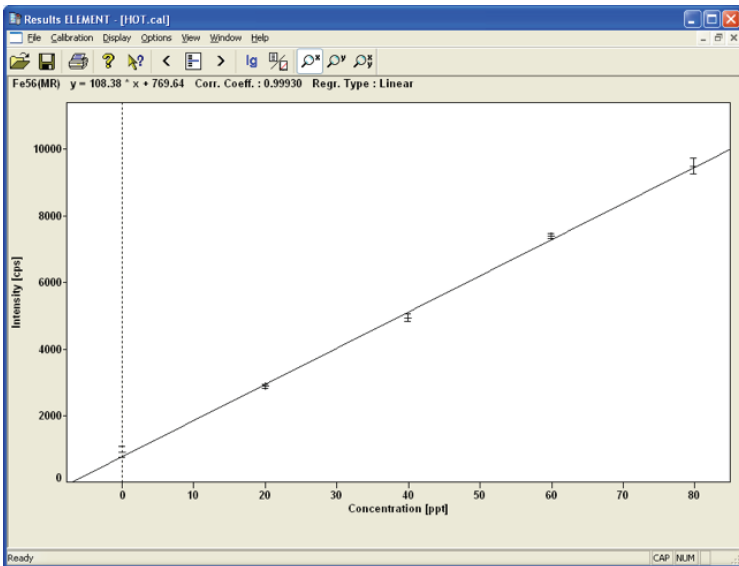 Results ELEMENT - [HOT.cal]
File Calibration Display Options View Window Help
lg
Fe56(MR) y = 108.38 * x + 769.64 Corr. Coeff. : 0.99930 Regr. Type : Linear
10000
8000
6000
4000
2000
0
Intensity [cps]
0 10 20 30 40 50 60 70 80
Concentration [ppt]
Ready CAP NUM